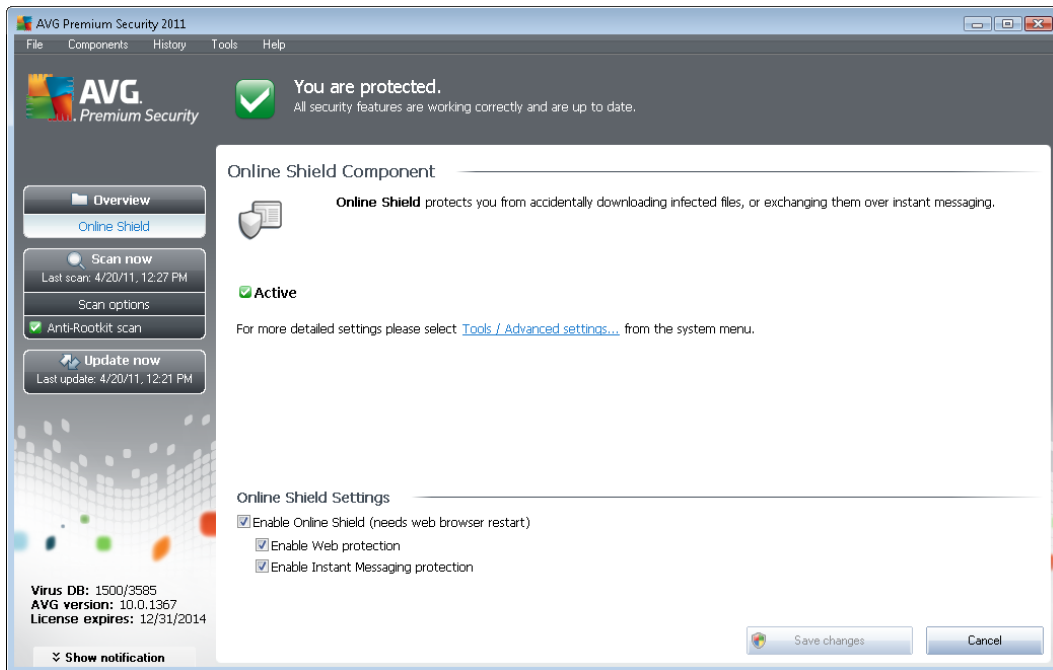 AVG Premium Security 2011
File Components History Tools Help
AVG.
Premium Security
You are protected.
All security features are working correctly and are up to date.
Overview
Online Shield
Scan now
Last scan: 4/20/11, 12:27 PM
Scan options
Anti-Rootkit scan
Update now
Last update: 4/20/11, 12:21 PM
Virus DB: 1500/3585
AVG version: 10.0.1367
License expires: 12/31/2014
Show notification
Online Shield Component
Online Shield protects you from accidentally downloading infected files, or exchanging them over instant messaging.
Active
For more detailed settings please select Tools / Advanced settings... from the system menu.
Online Shield Settings
Enable Online Shield (needs web browser restart)
Enable Web protection
Enable Instant Messaging protection
Save changes
Cancel